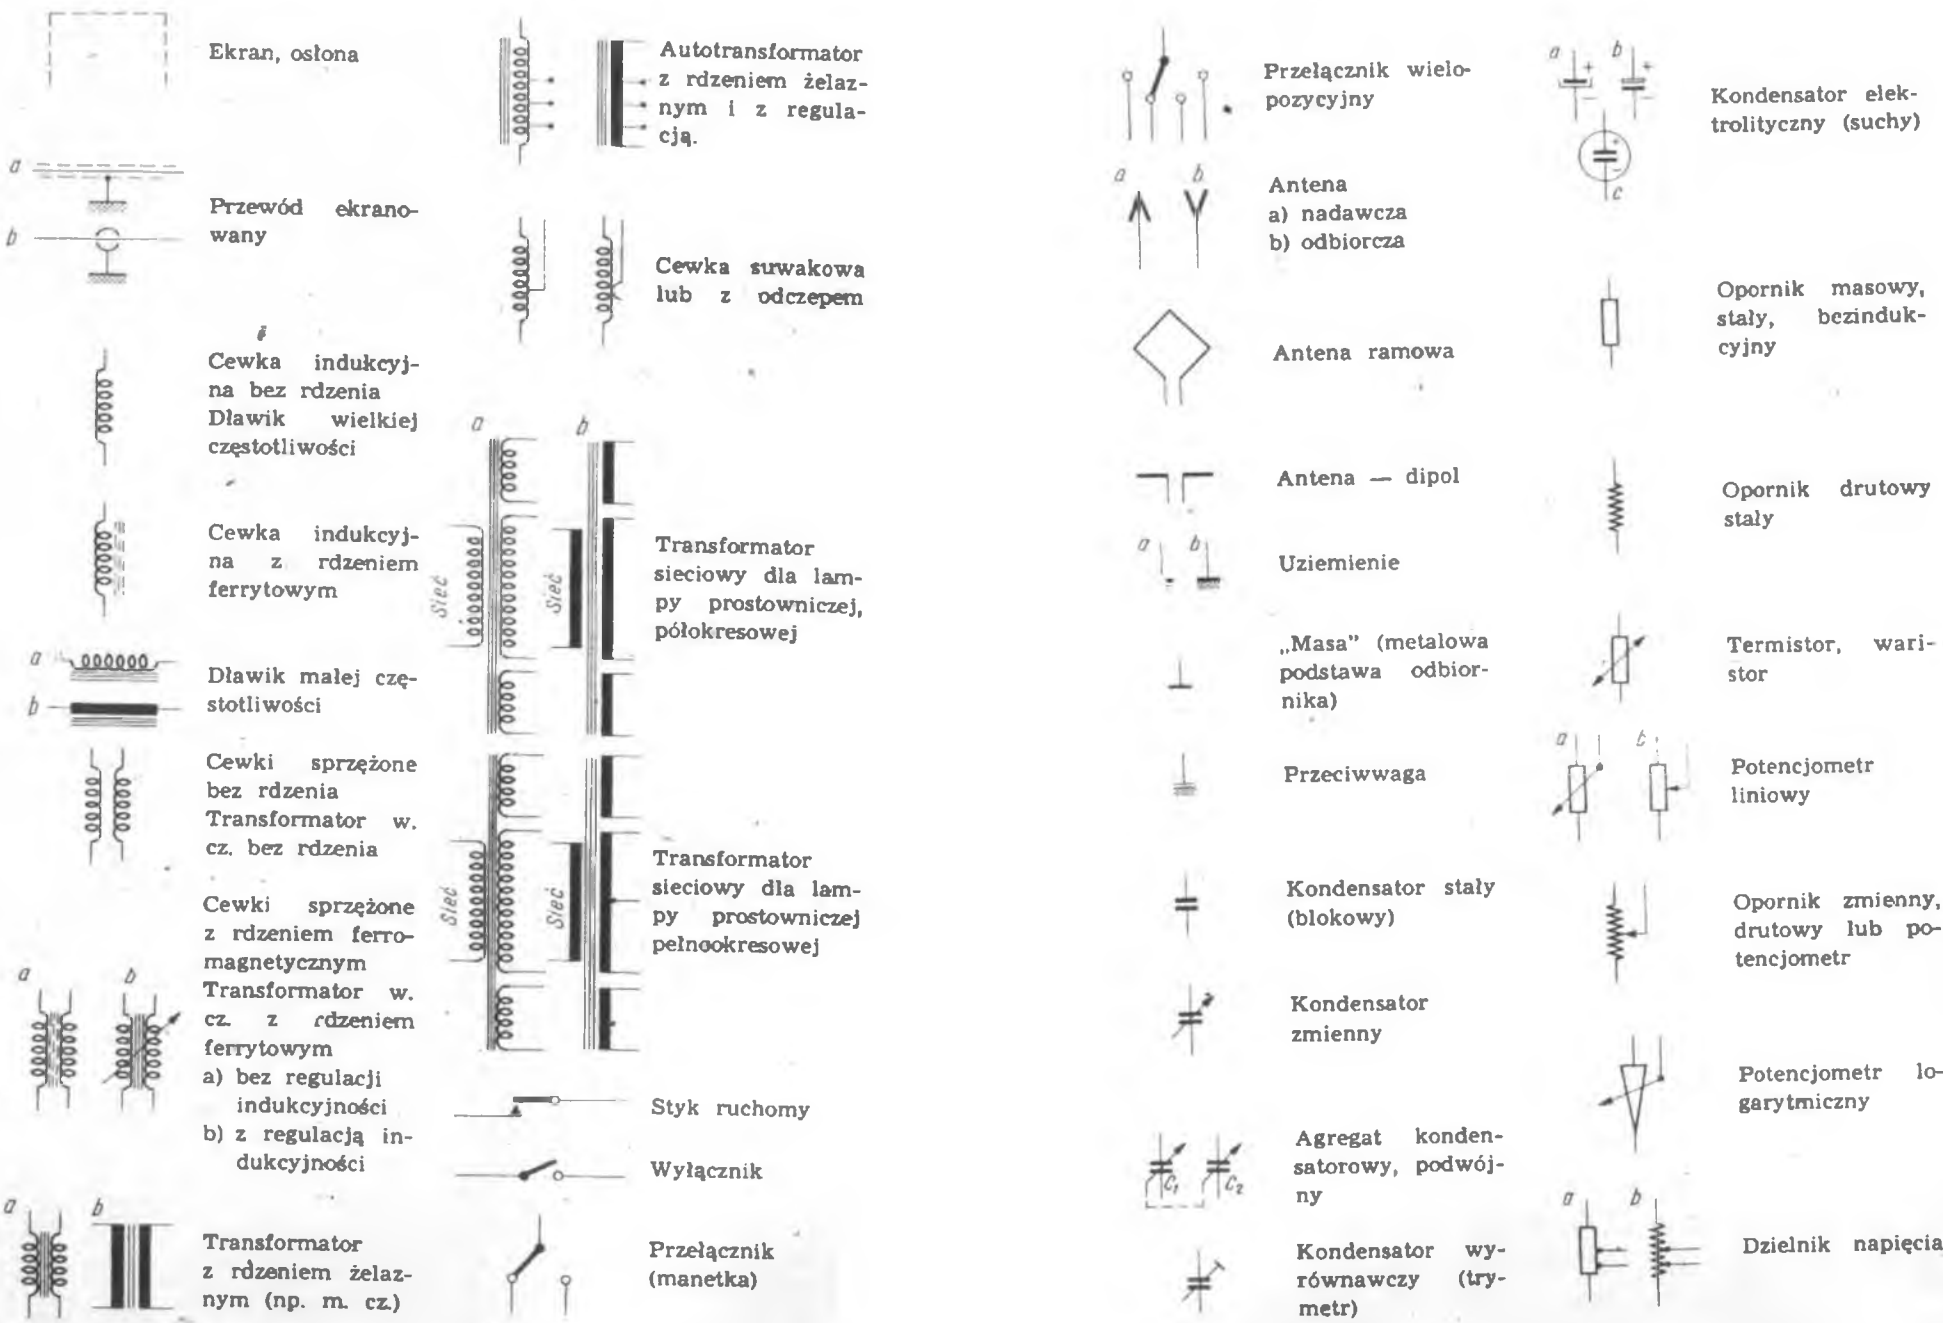 Ekran, osłona
a
b
Przewód ekrano-
wany
Cewka indukcyj-
na bez rdzenia
Dławik wielkiej
częstotliwości
Cewka indukcyj-
na z rdzeniem
ferrytowym
a
b
Dławik małej czę-
stotliwości
Cewki sprzężone
bez rdzenia
Transformator w.
cz. bez rdzenia
a b
Cewki sprzężone
z rdzeniem ferro-
magnetycznym
Transformator w.
cz. z rdzeniem
ferrytowym
a) bez regulacji
indukcyjności
b) z regulacją in-
dukcyjności
a b
Transformator
z rdzeniem żelaz-
nym (np. m. cz.)
Autotransformator
z rdzeniem żelaz-
nym i z regula-
cją.
Cewka suwakowa
lub z odczepem
a b
Sieć Sieć
Transformator
sieciowy dla lam-
py prostowniczej,
półokresowej
Sieć Sieć
Transformator
sieciowy dla lam-
py prostowniczej
pełnookresowej
Styk ruchomy
Wyłącznik
Przełącznik
(manetka)
Przełącznik wielo-
pozycyjny
a b
Antena
a) nadawcza
b) odbiorcza
Antena ramowa
Antena — dipol
a b
Uziemienie
„Masa” (metalowa
podstawa odbior-
nika)
Przeciwwaga
Kondensator stały
(blokowy)
Kondensator
zmienny
C1 C2
Agregat konden-
satorowy, podwój-
ny
Kondensator wy-
równawczy (try-
metr)
a b
+ +
− −
+
−
c
Kondensator elek-
trolityczny (suchy)
Opornik masowy,
stały, bezinduk-
cyjny
Opornik drutowy
stały
Termistor, wari-
stor
a
Potencjometr
liniowy
Opornik zmienny,
drutowy lub po-
tencjometr
Potencjometr lo-
garytmiczny
a b
Dzielnik napięcia